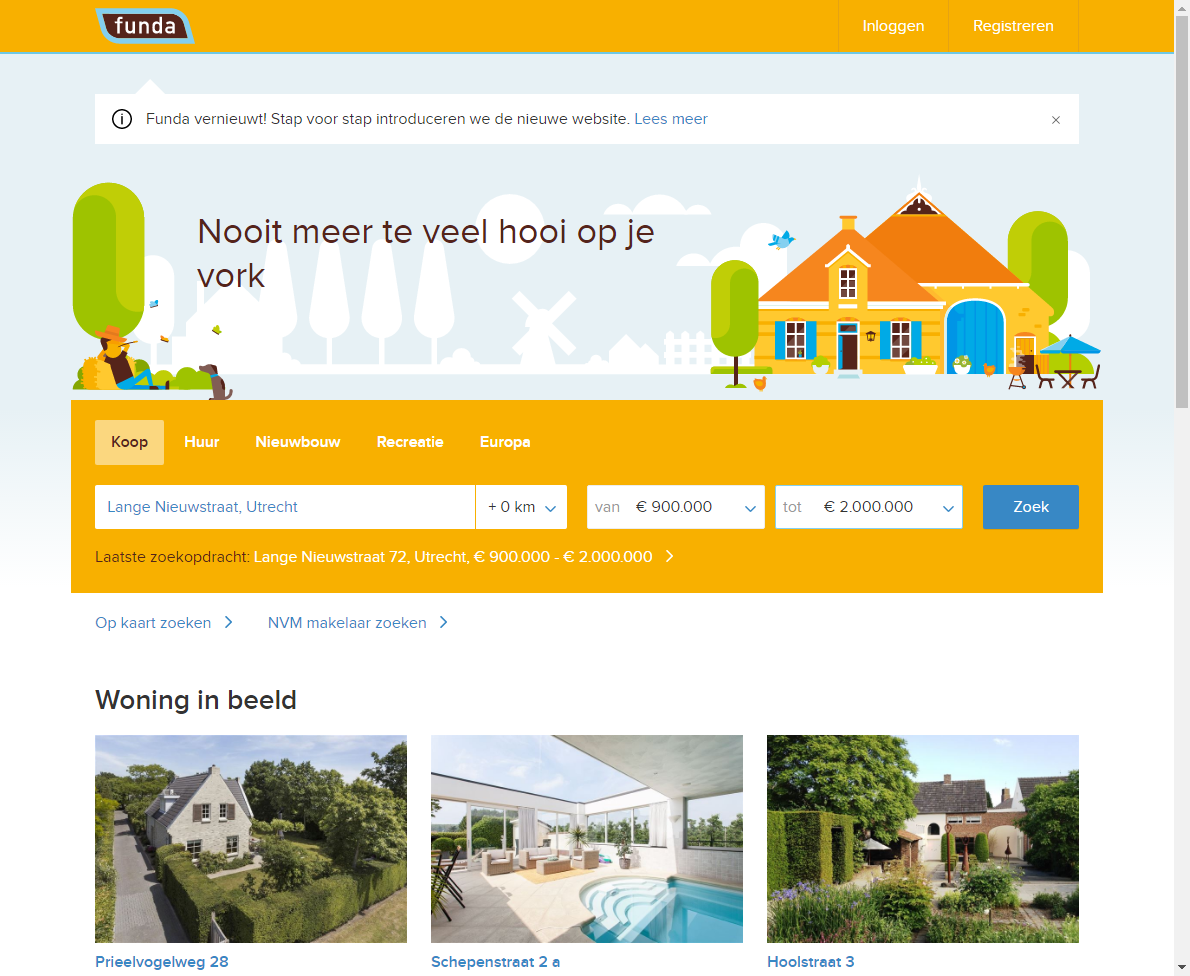 funda
Inloggen
Registreren
Funda vernieuwt! Stap voor stap introduceren we de nieuwe website. Lees meer
Nooit meer te veel hooi op je
vork
Koop Huur Nieuwbouw Recreatie Europa
Lange Nieuwstraat, Utrecht + 0 km van € 900.000 tot € 2.000.000 Zoek
Laatste zoekopdracht: Lange Nieuwstraat 72, Utrecht, € 900.000 - € 2.000.000
Op kaart zoeken NVM makelaar zoeken
Woning in beeld
Prieelvogelweg 28 Schepenstraat 2 a Hoolstraat 3